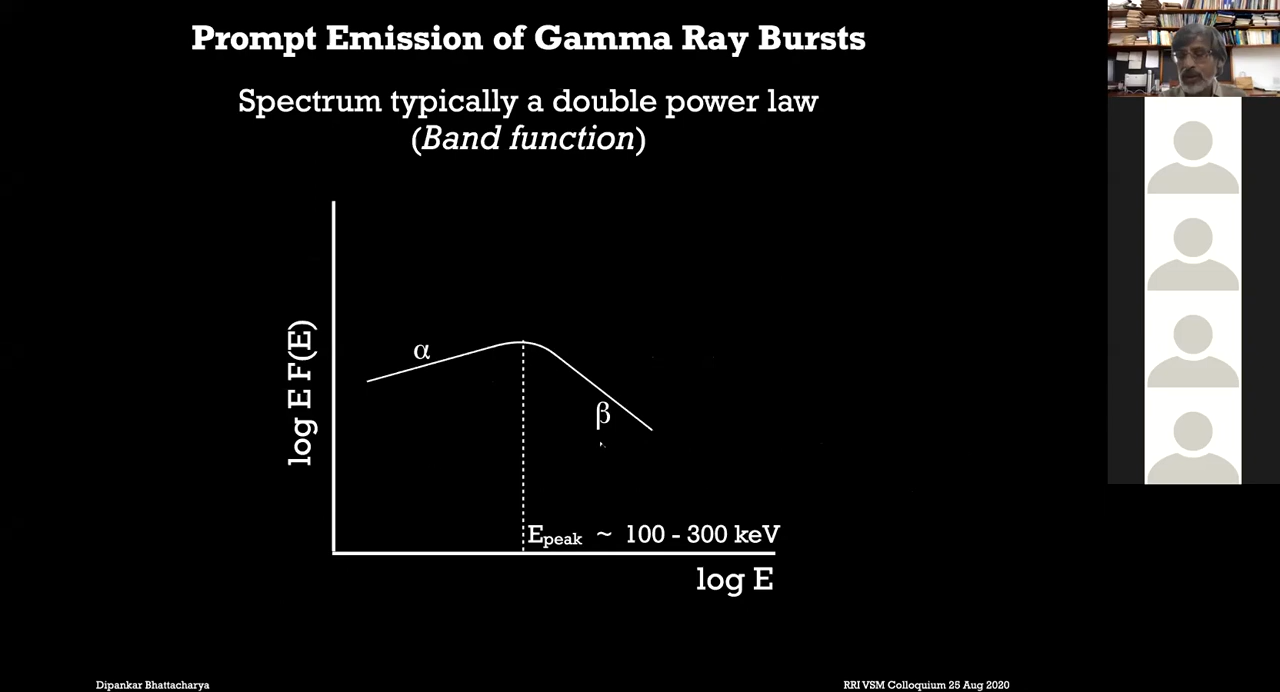 Prompt Emission of Gamma Ray Bursts
Spectrum typically a double power law
(Band function)
log E F(E)
α
β
Epeak ~ 100 - 300 keV
log E
Dipankar Bhattacharya
RRI VSM Colloquium 25 Aug 2020